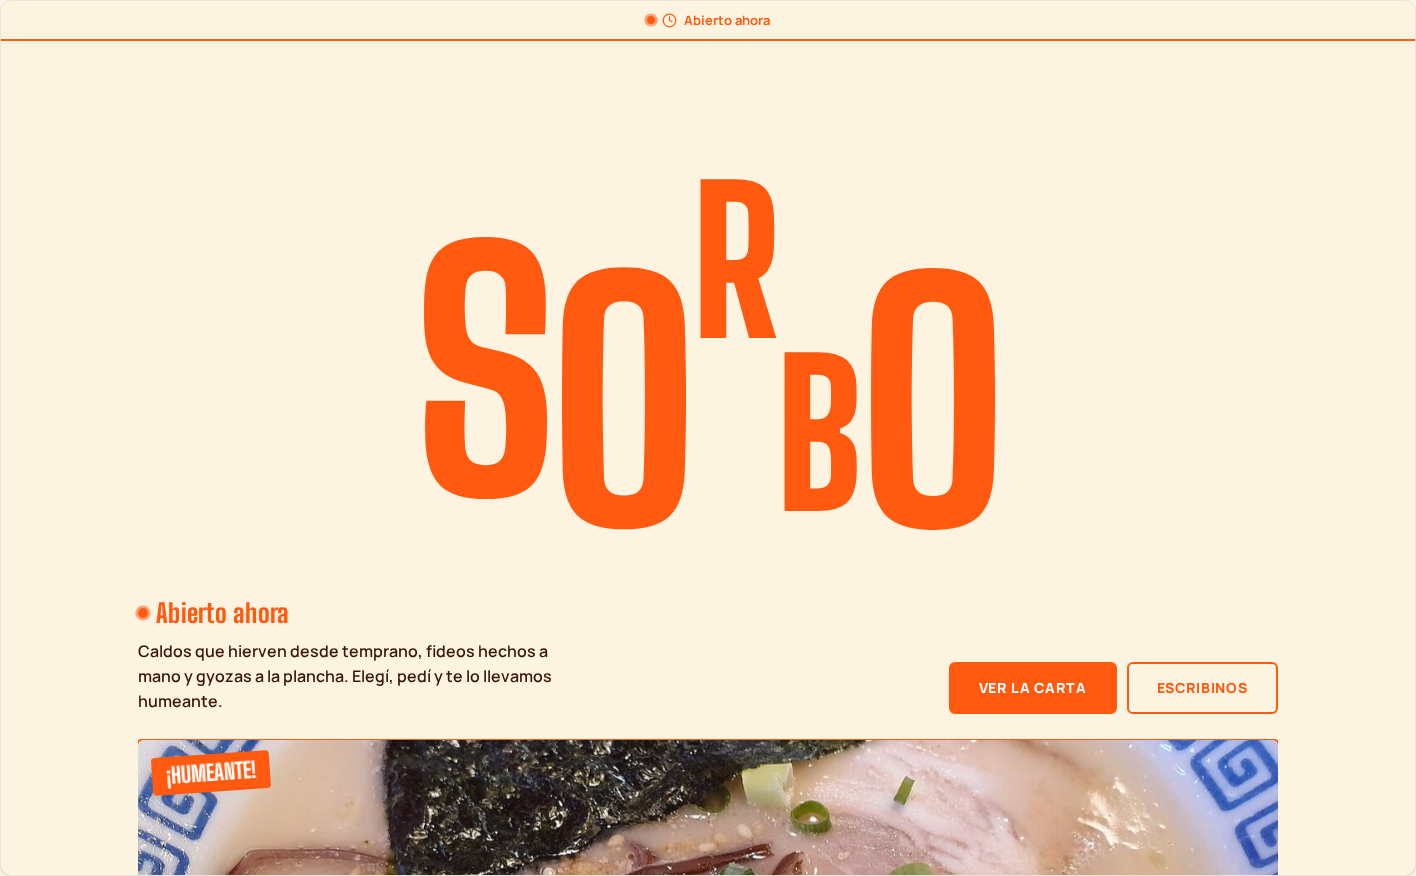 Abierto ahora
SORBO
Abierto ahora
Caldos que hierven desde temprano, fideos hechos a
mano y gyozas a la plancha. Elegí, pedí y te lo llevamos
humeante.
VER LA CARTA
ESCRIBINOS
¡HUMEANTE!